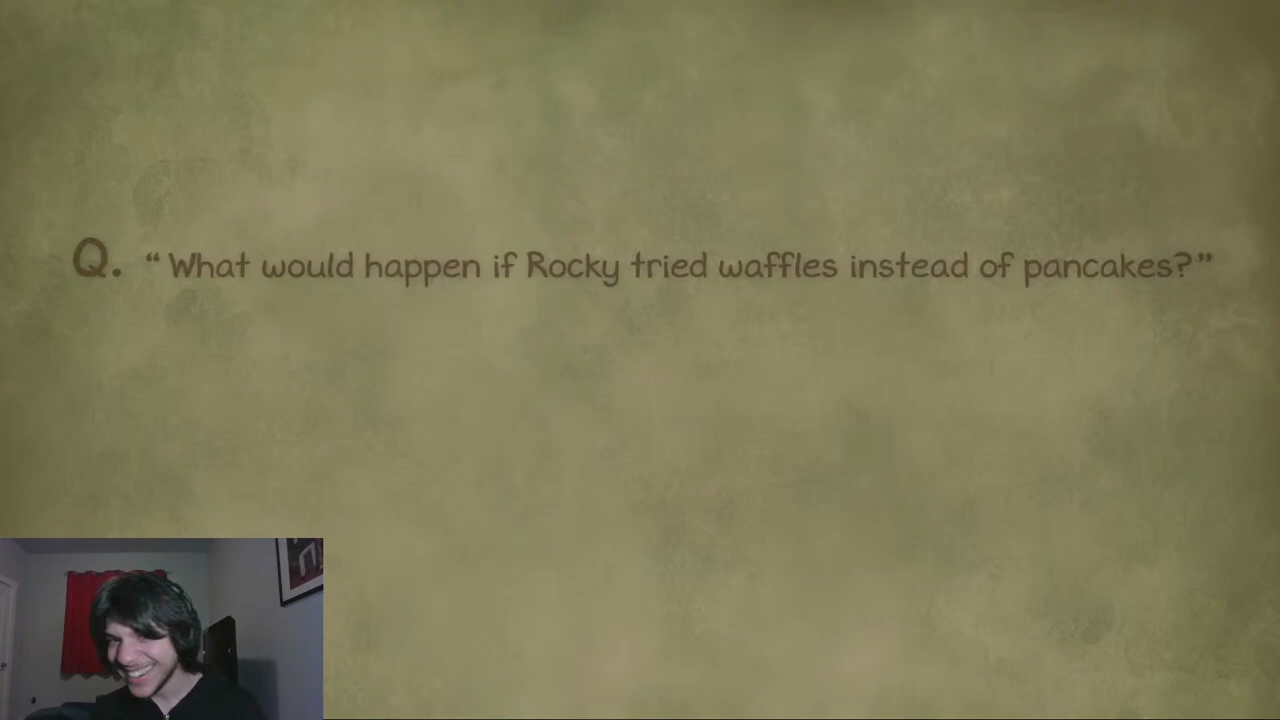 Q. “What would happen if Rocky tried waffles instead of pancakes?”